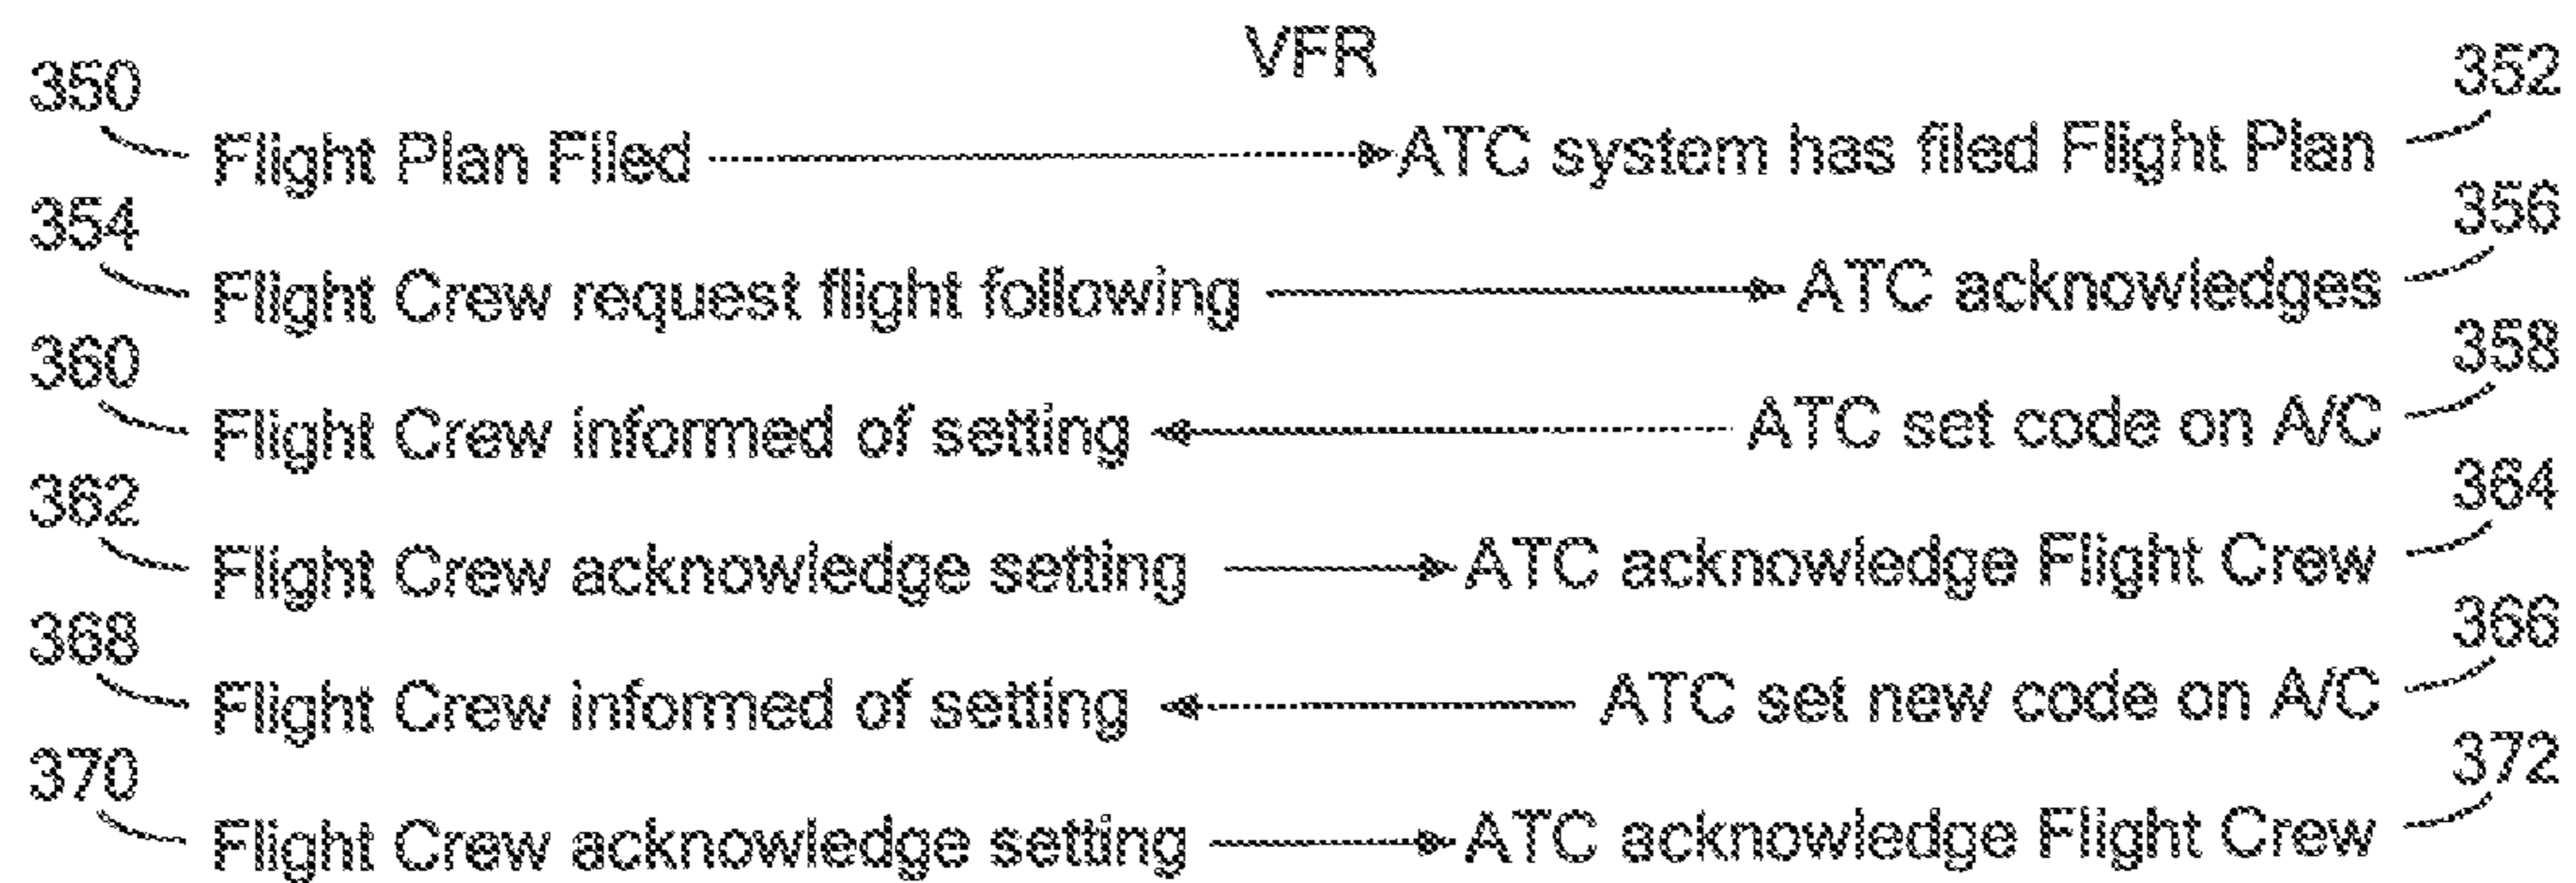 VFR
350 352
Flight Plan Filed ATC system has filed Flight Plan
354 356
Flight Crew request flight following ATC acknowledges
360 358
Flight Crew informed of setting ATC set code on A/C
362 364
Flight Crew acknowledge setting ATC acknowledge Flight Crew
368 366
Flight Crew informed of setting ATC set new code on A/C
370 372
Flight Crew acknowledge setting ATC acknowledge Flight Crew